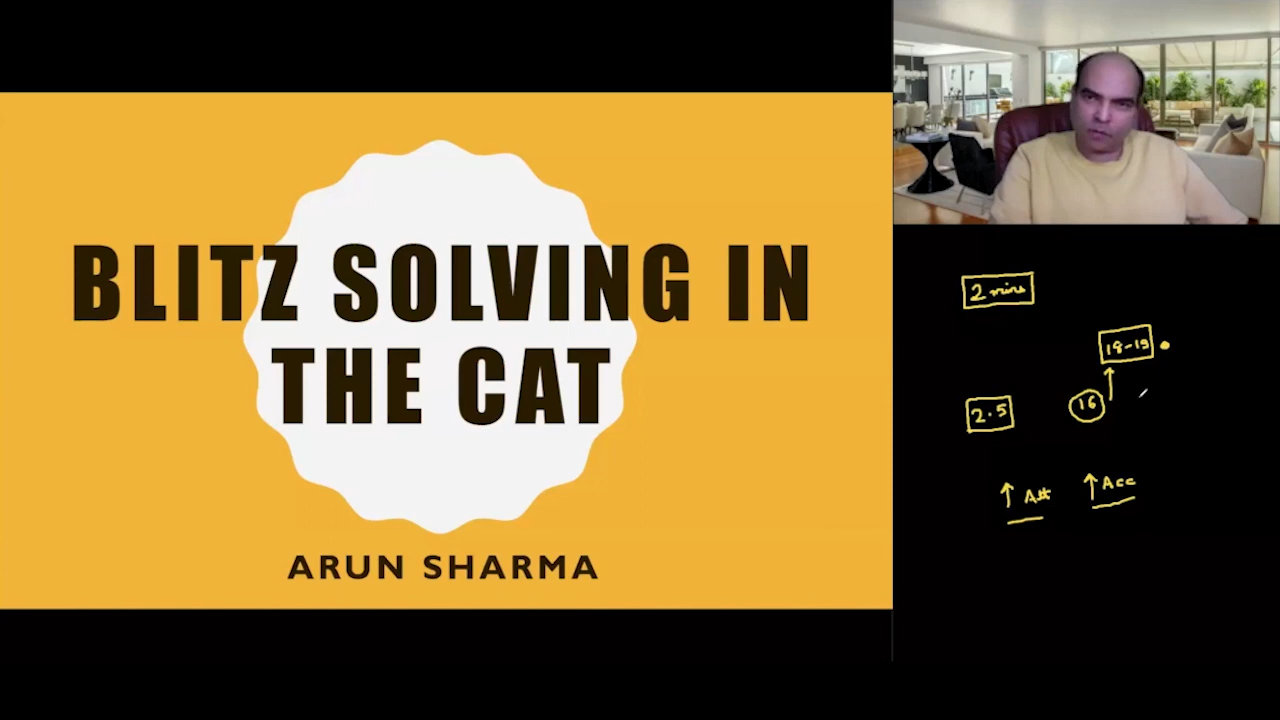 BLITZ SOLVING IN
THE CAT
ARUN SHARMA
2 mins
18-19
2.5
16
↑ Att ↑ Acc